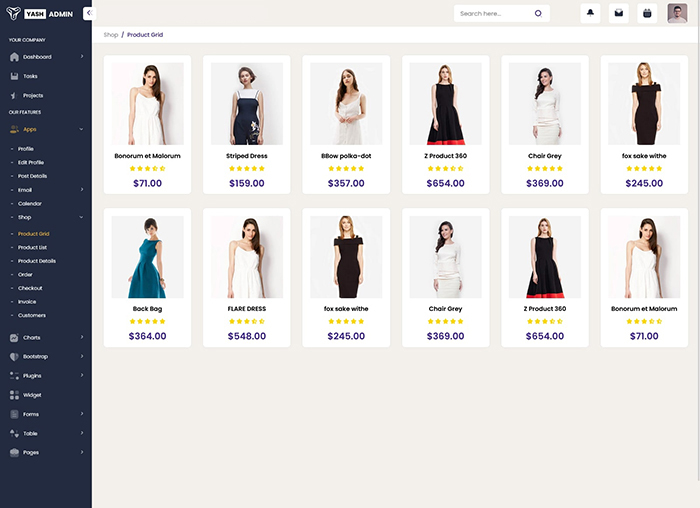 YASH ADMIN
Search here...
Shop / Product Grid
YOUR COMPANY
Dashboard
Tasks
Projects
OUR FEATURES
Apps
- Profile
- Edit Profile
- Post Details
- Email
- Calendar
- Shop
- Product Grid
- Product List
- Product Details
- Order
- Checkout
- Invoice
- Customers
Charts
Bootstrap
Plugins
Widget
Forms
Table
Pages
Bonorum et Malorum
$71.00
Striped Dress
$159.00
BBow polka-dot
$357.00
Z Product 360
$654.00
Chair Grey
$369.00
fox sake withe
$245.00
Back Bag
$364.00
FLARE DRESS
$548.00
fox sake withe
$245.00
Chair Grey
$369.00
Z Product 360
$654.00
Bonorum et Malorum
$71.00